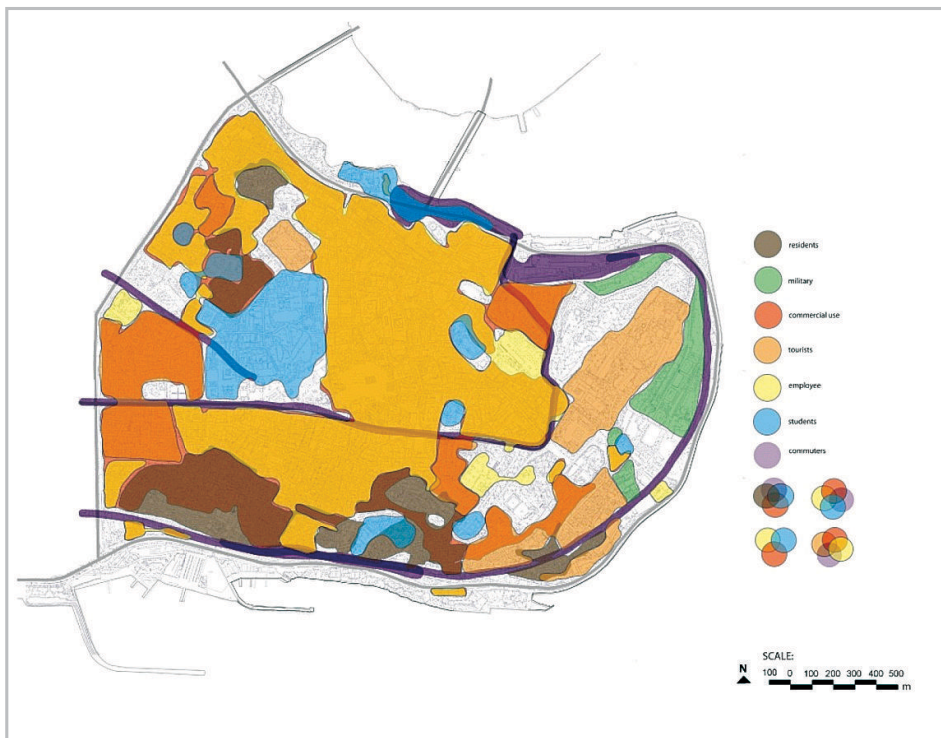 residents
military
commercial use
tourists
employee
students
commuters
SCALE:
N
100 0 100 200 300 400 500
m